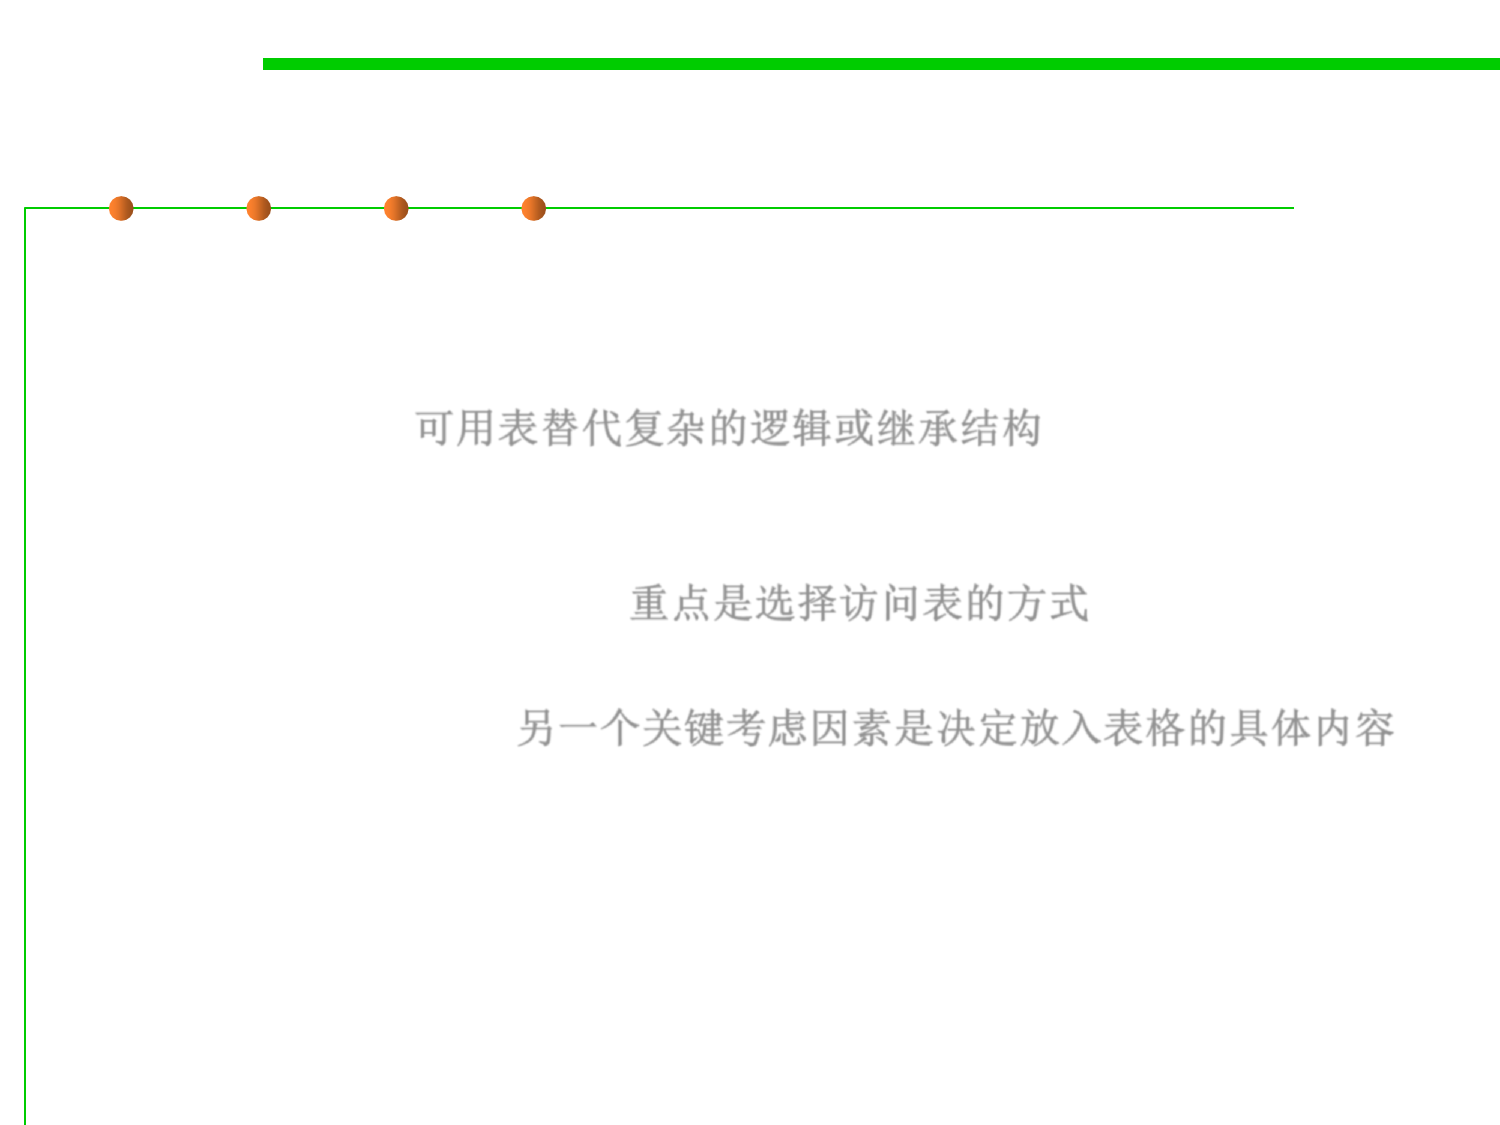 可用表替代复杂的逻辑或继承结构
重点是选择访问表的方式
另一个关键考虑因素是决定放入表格的具体内容